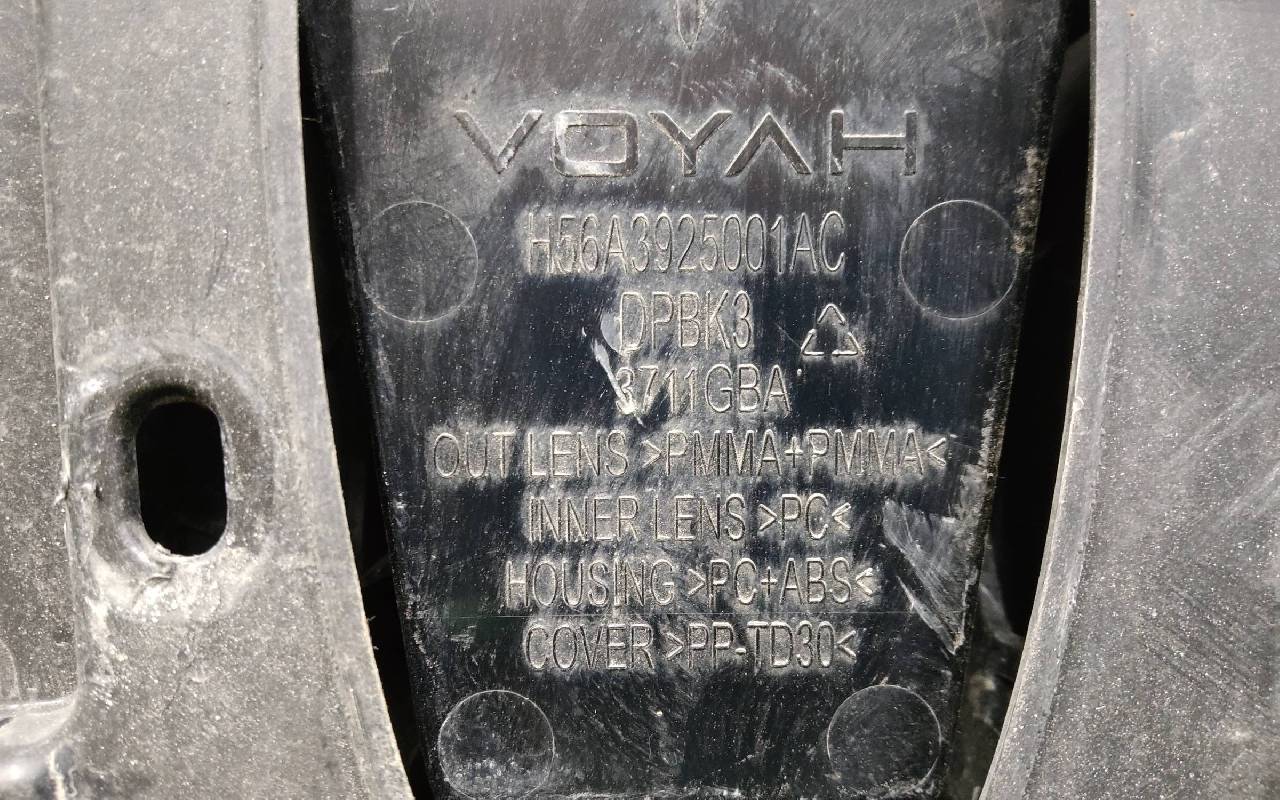 VOYAH
H56A3925001AC
DPBK3
3711GBA
OUT LENS >PMMA+PMMA<
INNER LENS >PC<
HOUSING >PC+ABS<
COVER >PP-TD30<